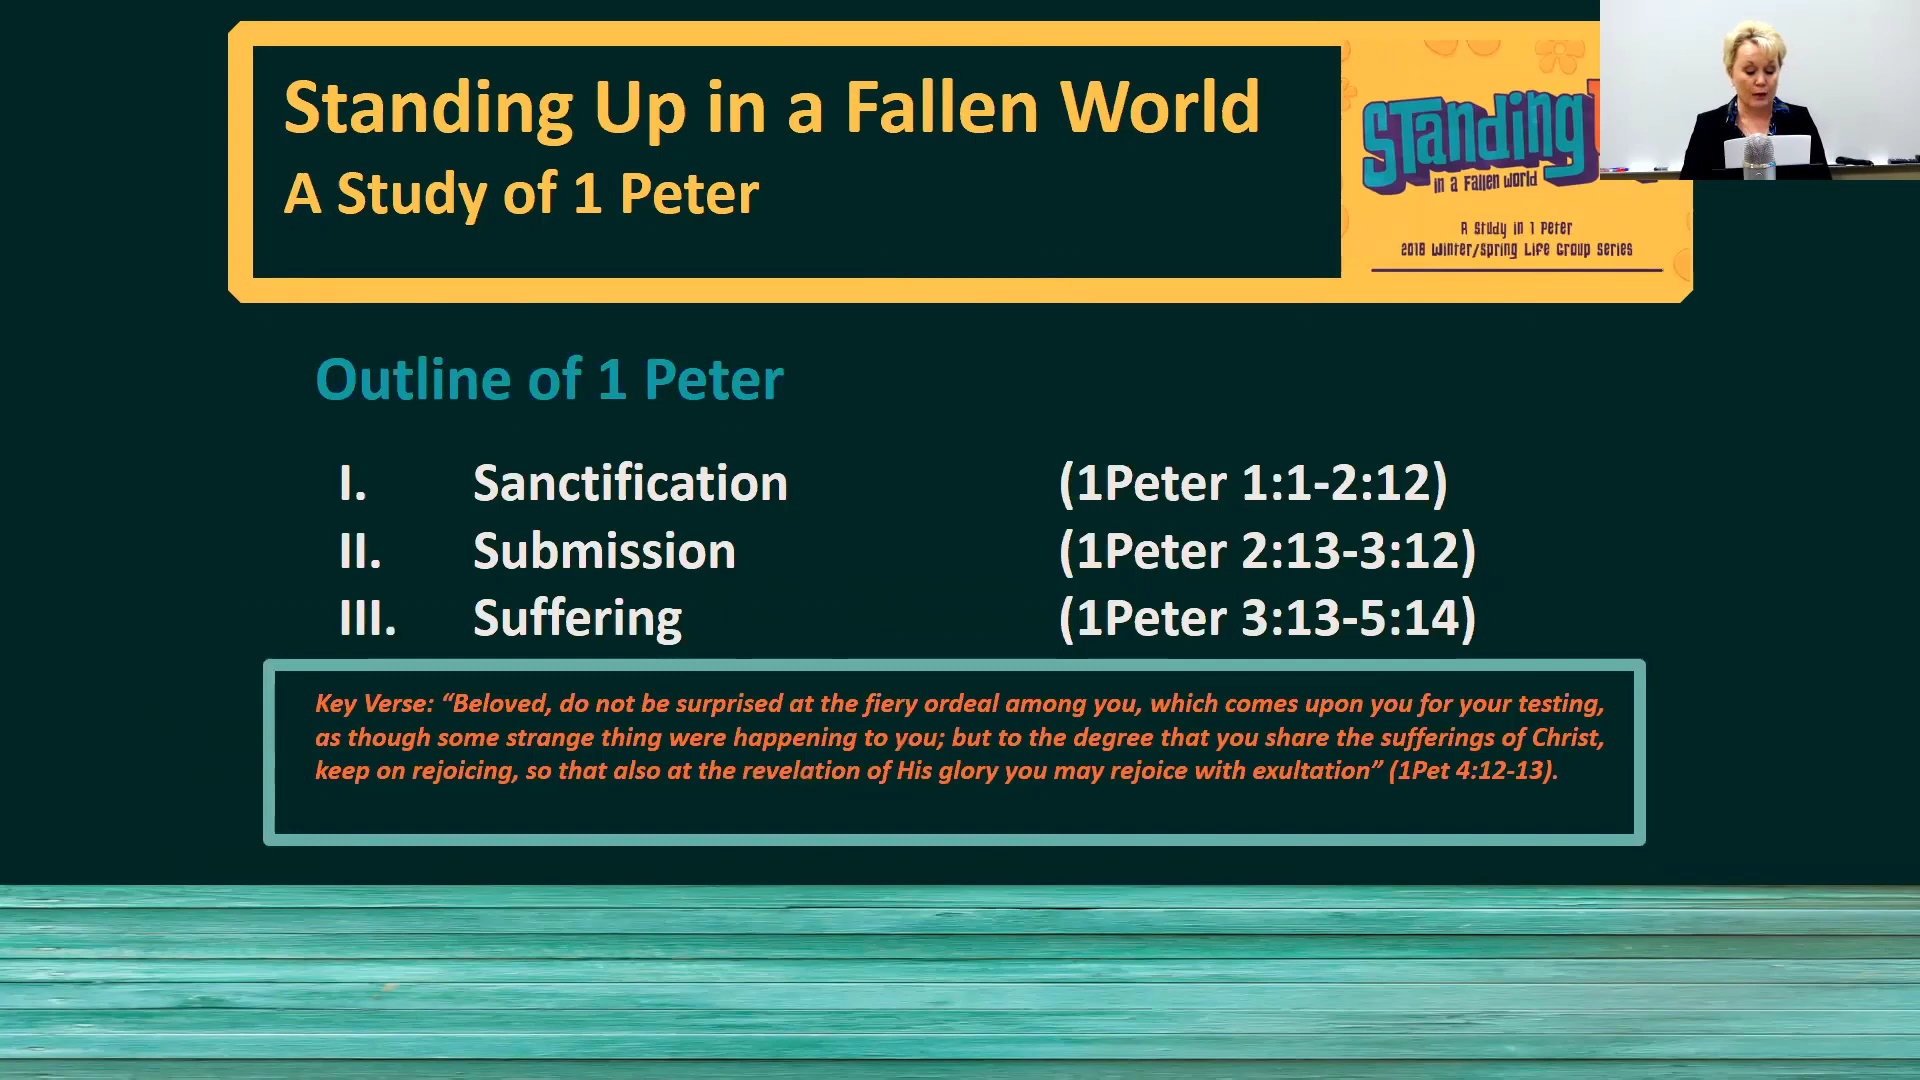 Standing Up in a Fallen World
A Study of 1 Peter
Standing
in a Fallen World
A Study in 1 Peter
2018 Winter/Spring Life Group Series
Outline of 1 Peter
I. Sanctification (1Peter 1:1-2:12)
II. Submission (1Peter 2:13-3:12)
III. Suffering (1Peter 3:13-5:14)
Key Verse: “Beloved, do not be surprised at the fiery ordeal among you, which comes upon you for your testing,
as though some strange thing were happening to you; but to the degree that you share the sufferings of Christ,
keep on rejoicing, so that also at the revelation of His glory you may rejoice with exultation” (1Pet 4:12-13).